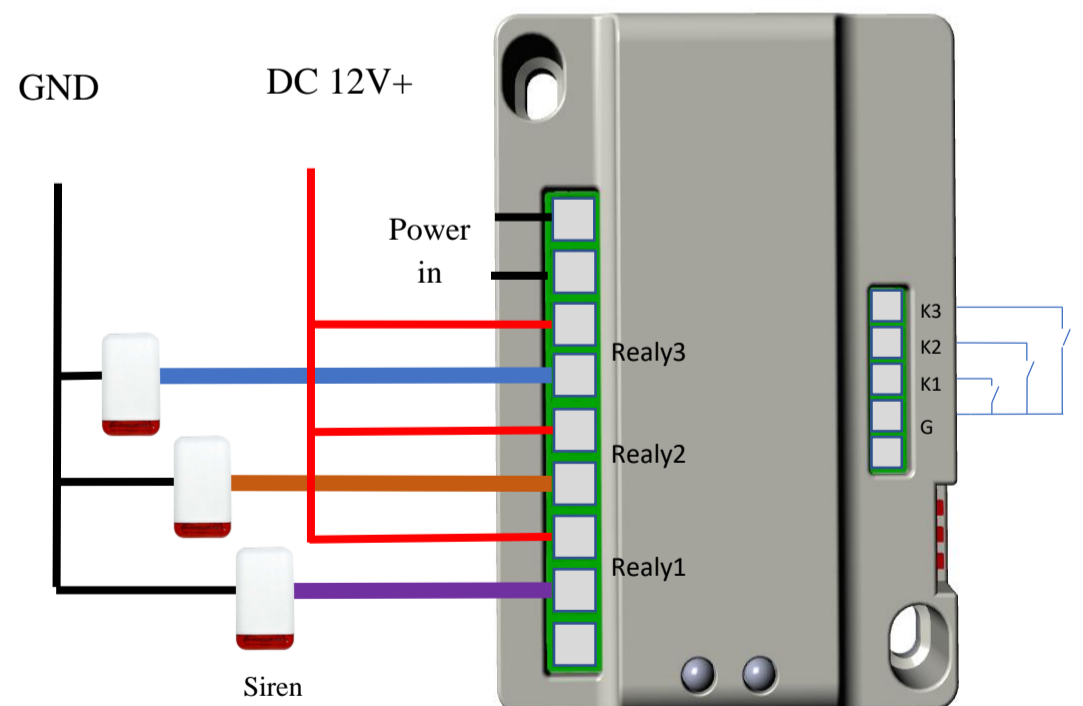 GND
DC 12V+
Power
in
Realy3
Realy2
Realy1
K3
K2
K1
G
Siren